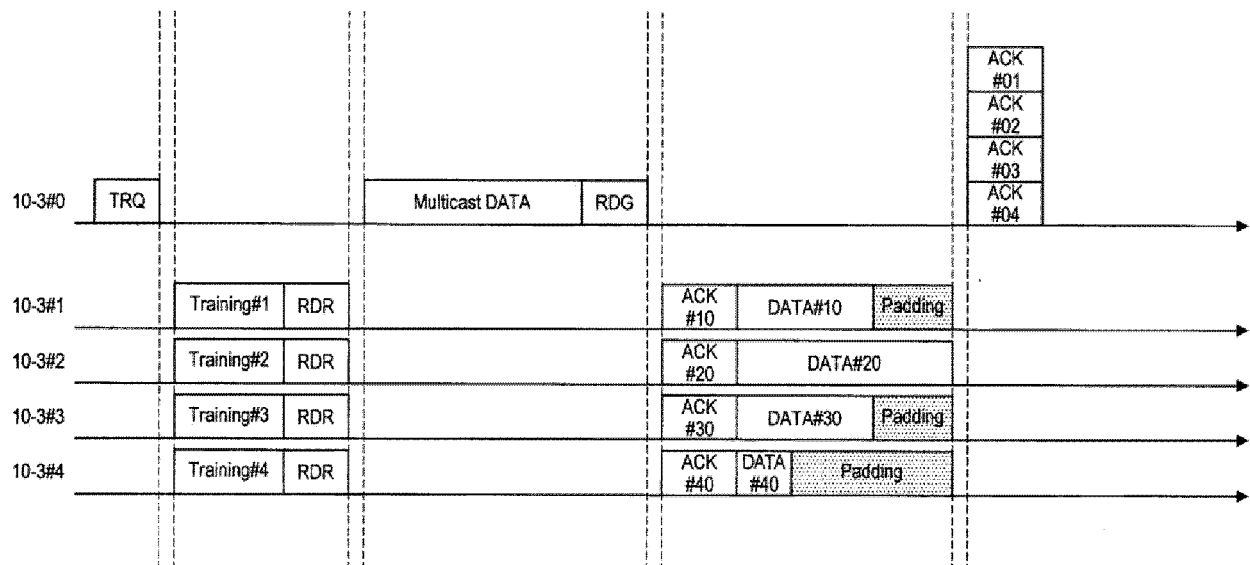 ACK
#01
ACK
#02
ACK
#03
ACK
#04
10-3#0 TRQ Multicast DATA RDG
10-3#1 Training#1 RDR ACK
#10 DATA#10 Padding
10-3#2 Training#2 RDR ACK
#20 DATA#20
10-3#3 Training#3 RDR ACK
#30 DATA#30 Padding
10-3#4 Training#4 RDR ACK
#40 DATA
#40 Padding